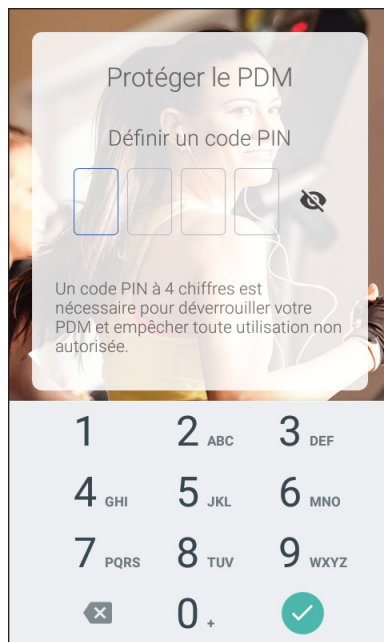 Protéger le PDM
Définir un code PIN
Un code PIN à 4 chiffres est
nécessaire pour déverrouiller votre
PDM et empêcher toute utilisation non
autorisée.
1 2 ABC 3 DEF
4 GHI 5 JKL 6 MNO
7 PQRS 8 TUV 9 WXYZ
0 +